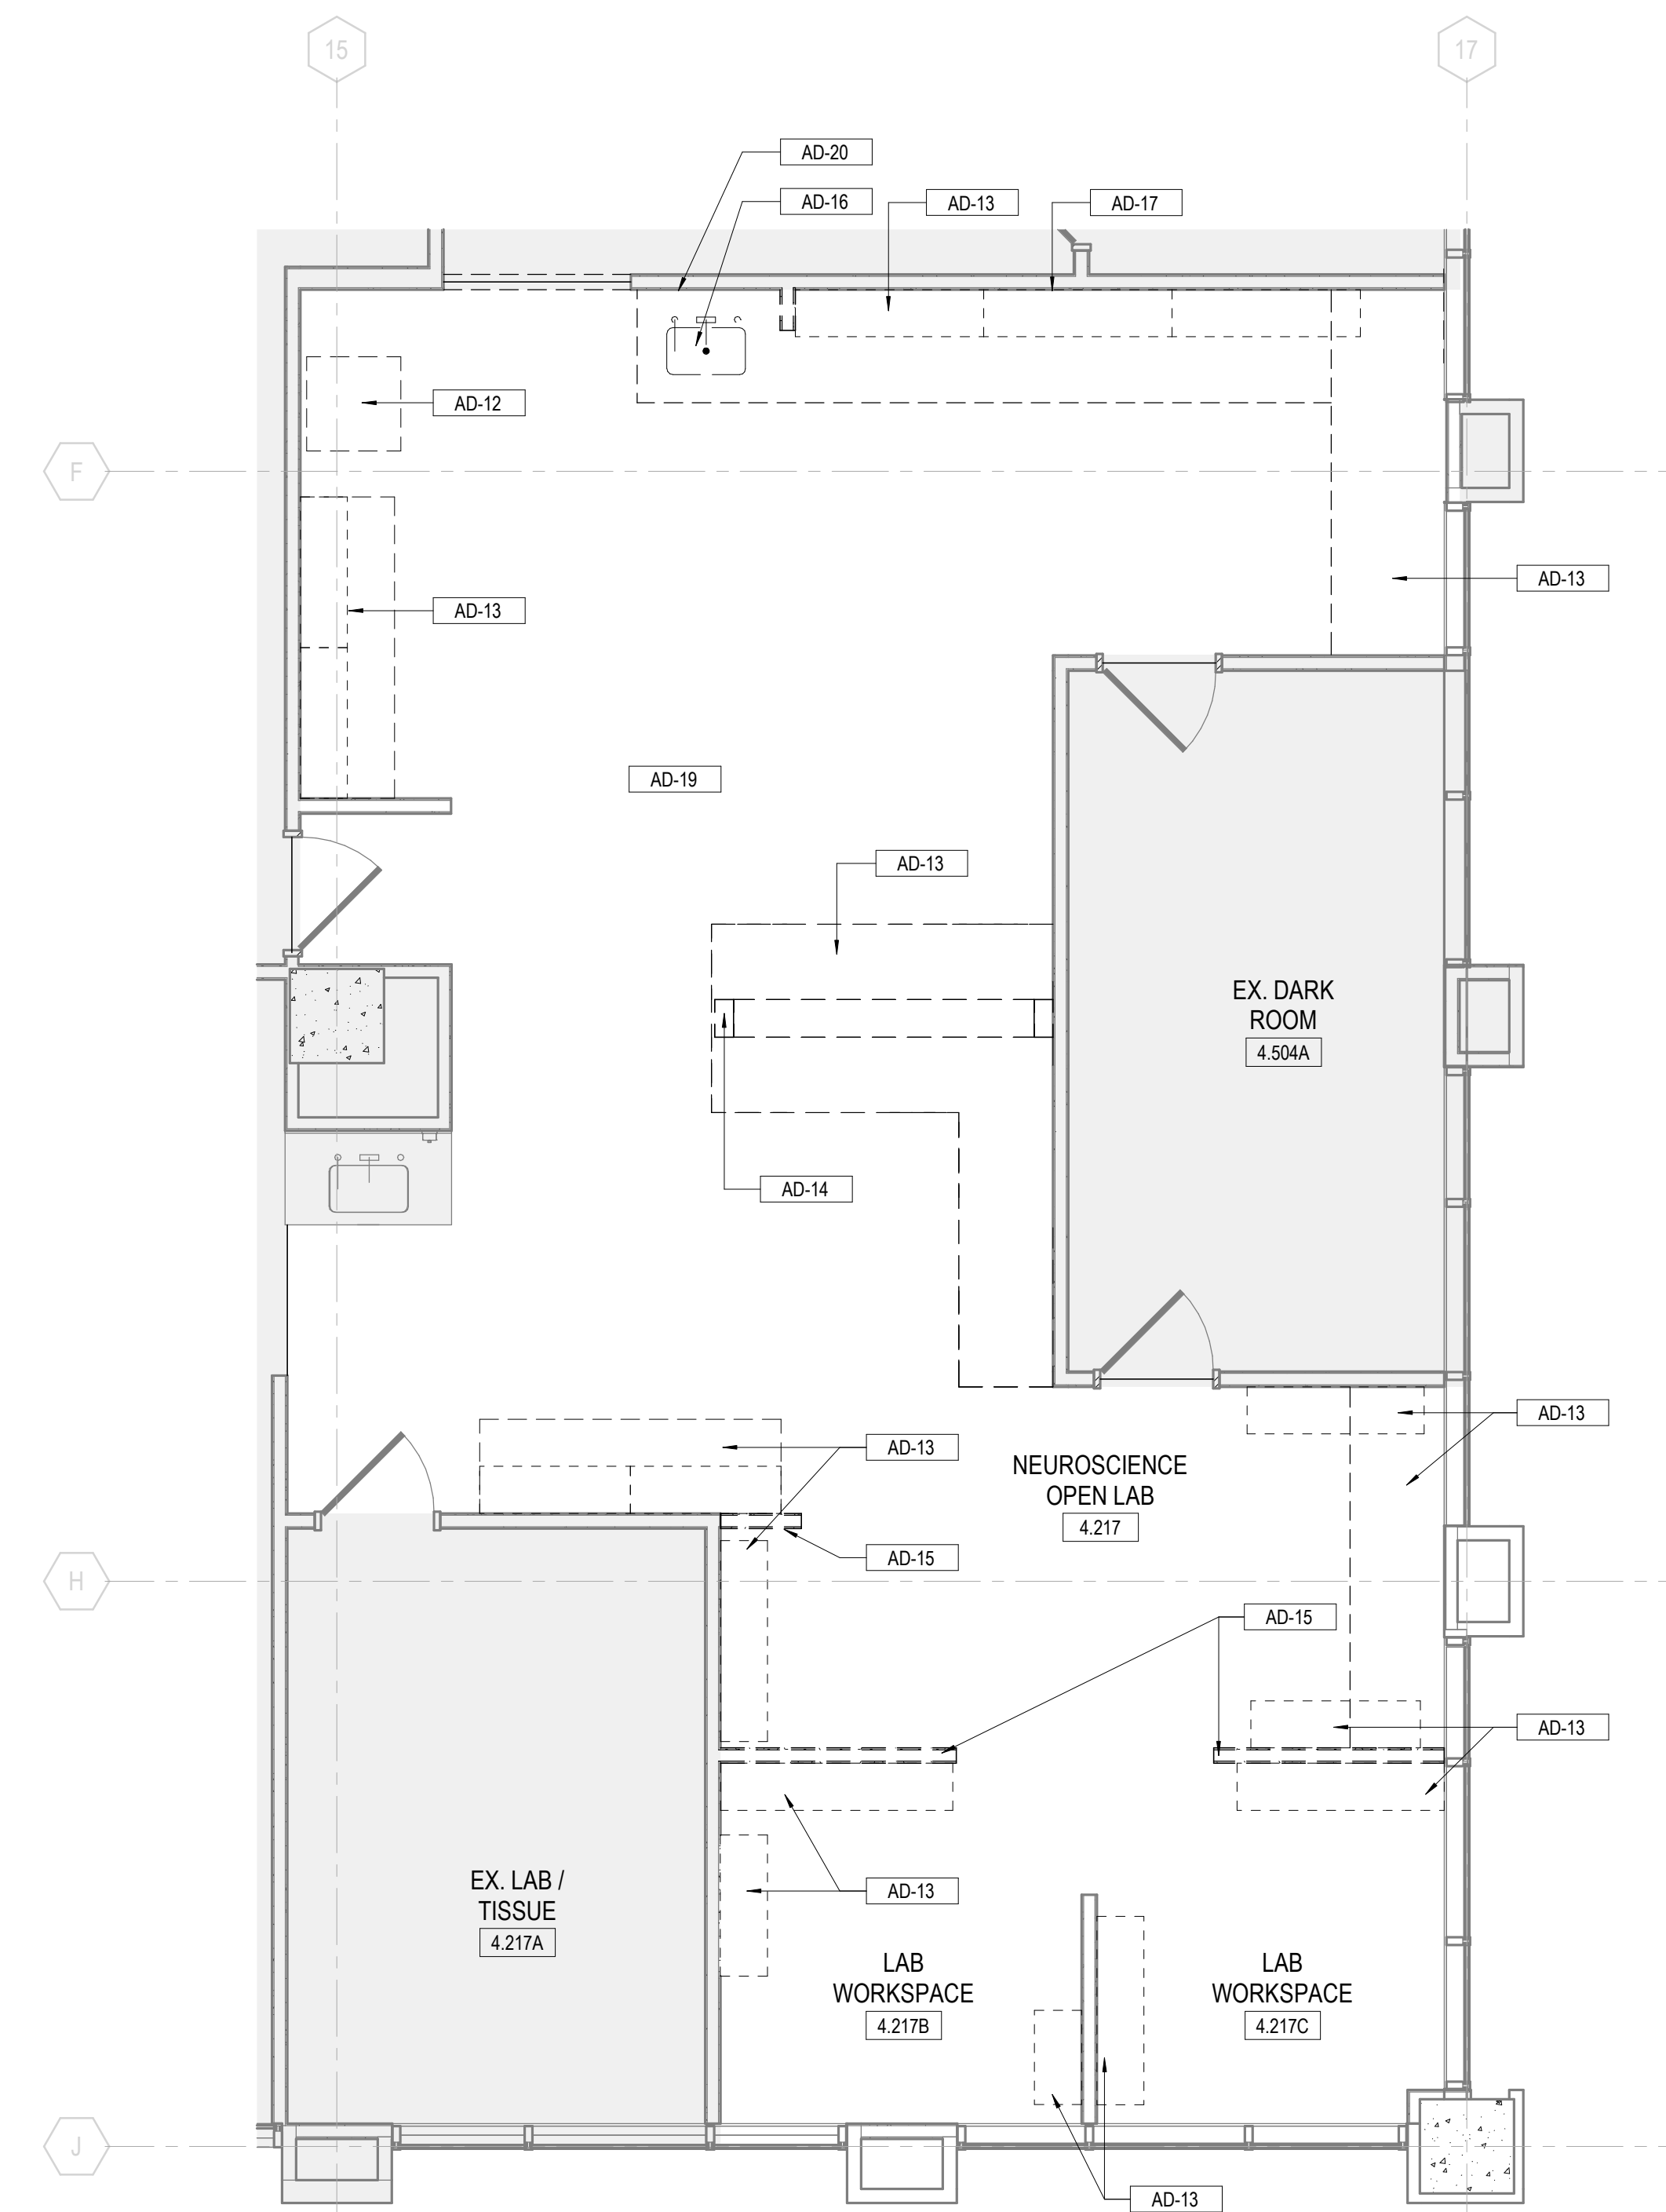 15
17
AD-20
AD-16
AD-13
AD-17
AD-12
F
AD-13
AD-13
AD-19
AD-13
EX. DARK
ROOM
4.504A
AD-14
AD-13
AD-13
NEUROSCIENCE
OPEN LAB
4.217
AD-15
H
AD-15
AD-13
EX. LAB /
TISSUE
4.217A
AD-13
LAB
WORKSPACE
4.217B
LAB
WORKSPACE
4.217C
J
AD-13